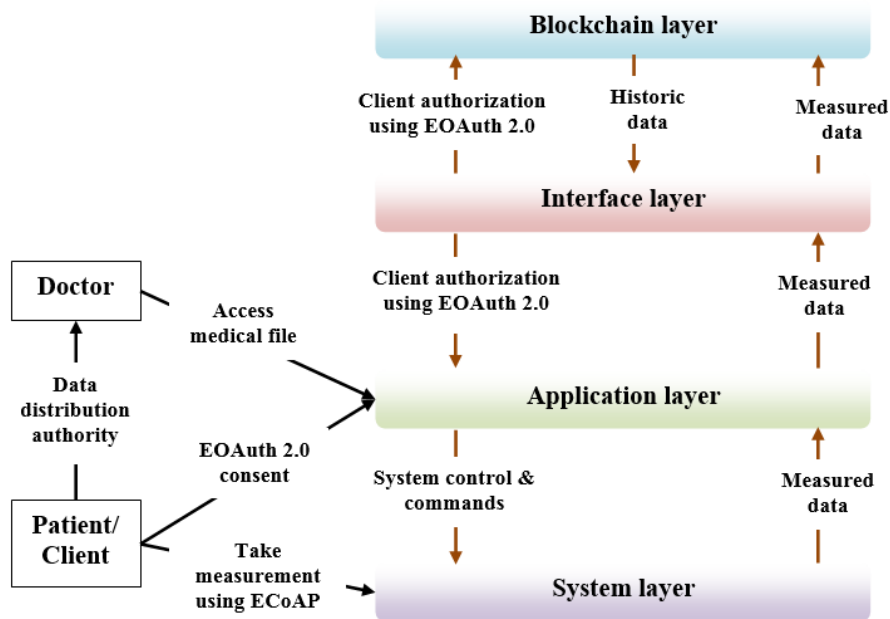 Blockchain layer
Client authorization
using EOAuth 2.0
Historic
data
Measured
data
Interface layer
Client authorization
using EOAuth 2.0
Measured
data
Doctor
Access
medical file
Data
distribution
authority
Application layer
EOAuth 2.0
consent
System control &
commands
Measured
data
Patient/
Client
Take
measurement
using ECoAP
System layer